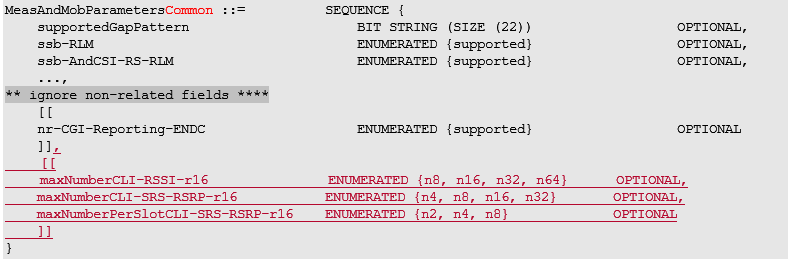 MeasAndMobParametersCommon ::= SEQUENCE {
supportedGapPattern BIT STRING (SIZE (22)) OPTIONAL,
ssb-RLM ENUMERATED {supported} OPTIONAL,
ssb-AndCSI-RS-RLM ENUMERATED {supported} OPTIONAL,
...,
** ignore non-related fields ****
[[
nr-CGI-Reporting-ENDC ENUMERATED {supported} OPTIONAL
]],
[[
maxNumberCLI-RSSI-r16 ENUMERATED {n8, n16, n32, n64} OPTIONAL,
maxNumberCLI-SRS-RSRP-r16 ENUMERATED {n4, n8, n16, n32} OPTIONAL,
maxNumberPerSlotCLI-SRS-RSRP-r16 ENUMERATED {n2, n4, n8} OPTIONAL
]]
}